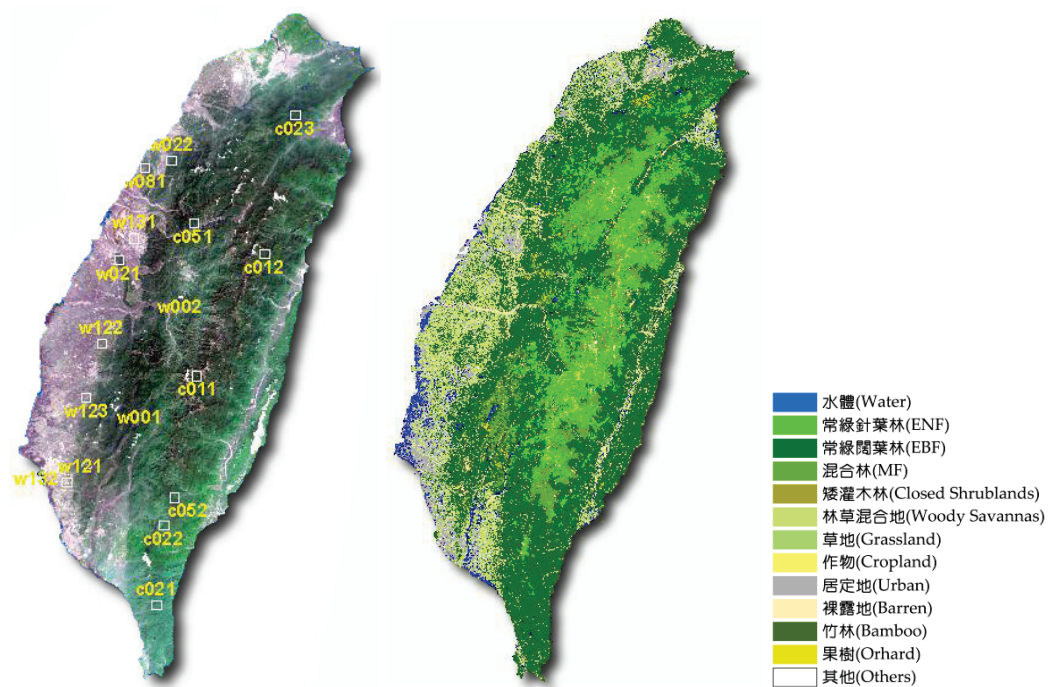 c023
w022
w081
w131
c051
c012
w021
w002
w122
c011
w123
w001
w121
w132
c052
c022
c021
水體(Water)
常綠針葉林(ENF)
常綠闊葉林(EBF)
混合林(MF)
矮灌木林(Closed Shrublands)
林草混合地(Woody Savannas)
草地(Grassland)
作物(Cropland)
居定地(Urban)
裸露地(Barren)
竹林(Bamboo)
果樹(Orhard)
其他(Others)